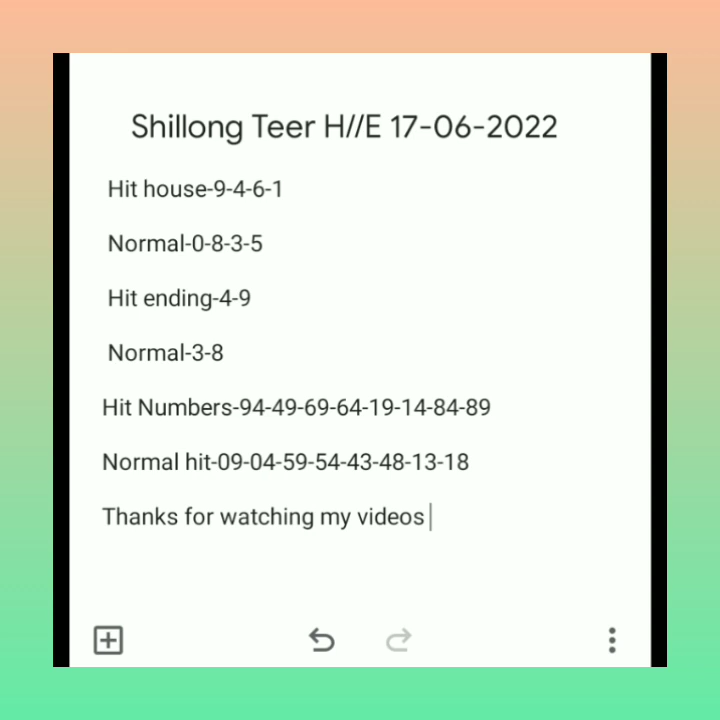 Shillong Teer H//E 17-06-2022
Hit house-9-4-6-1
Normal-0-8-3-5
Hit ending-4-9
Normal-3-8
Hit Numbers-94-49-69-64-19-14-84-89
Normal hit-09-04-59-54-43-48-13-18
Thanks for watching my videos